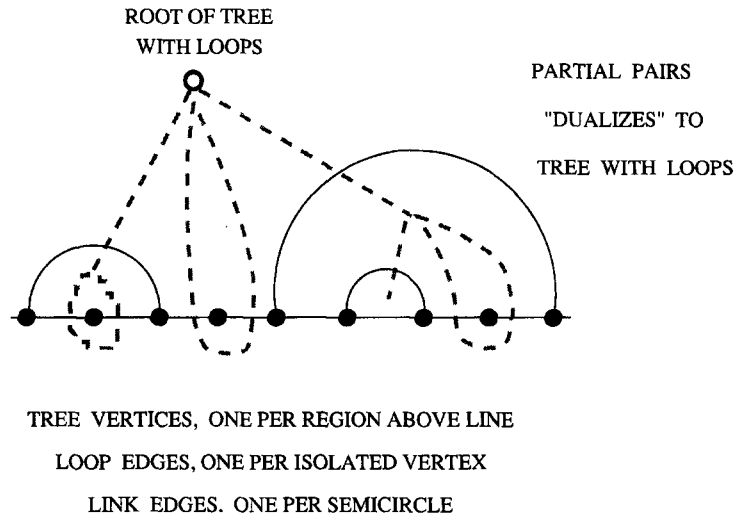 ROOT OF TREE
WITH LOOPS
PARTIAL PAIRS
"DUALIZES" TO
TREE WITH LOOPS
TREE VERTICES, ONE PER REGION ABOVE LINE
LOOP EDGES, ONE PER ISOLATED VERTEX
LINK EDGES. ONE PER SEMICIRCLE